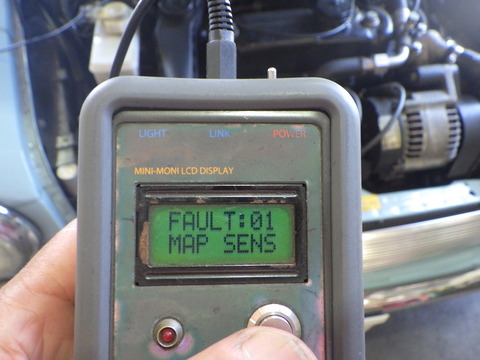 LIGHT LINK POWER
MINI-MONI LCD DISPLAY
FAULT:01
MAP SENS